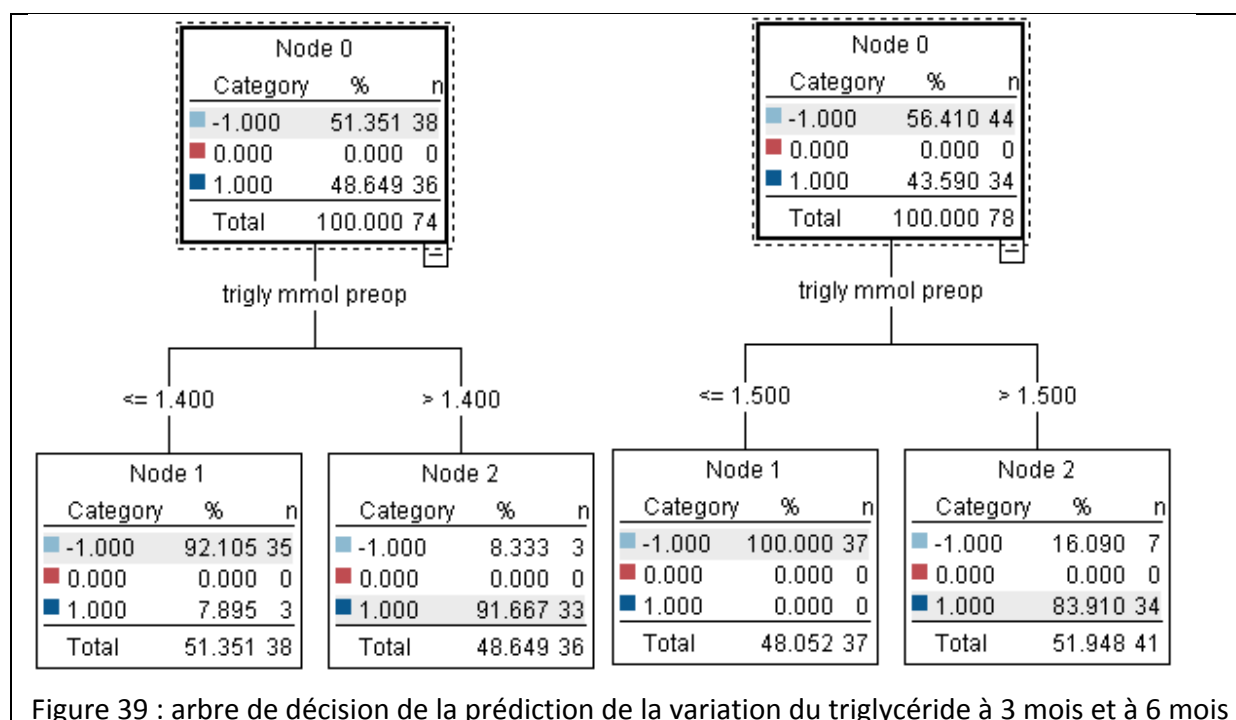 Node 0
Category % n
-1.000 51.351 38
0.000 0.000 0
1.000 48.649 36
Total 100.000 74
trigly mmol preop
<= 1.400 > 1.400
Node 1
Category % n
-1.000 92.105 35
0.000 0.000 0
1.000 7.895 3
Total 51.351 38
Node 2
Category % n
-1.000 8.333 3
0.000 0.000 0
1.000 91.667 33
Total 48.649 36
Node 0
Category % n
-1.000 56.410 44
0.000 0.000 0
1.000 43.590 34
Total 100.000 78
trigly mmol preop
<= 1.500 > 1.500
Node 1
Category % n
-1.000 100.000 37
0.000 0.000 0
1.000 0.000 0
Total 48.052 37
Node 2
Category % n
-1.000 16.090 7
0.000 0.000 0
1.000 83.910 34
Total 51.948 41
Figure 39 : arbre de décision de la prédiction de la variation du triglycéride à 3 mois et à 6 mois